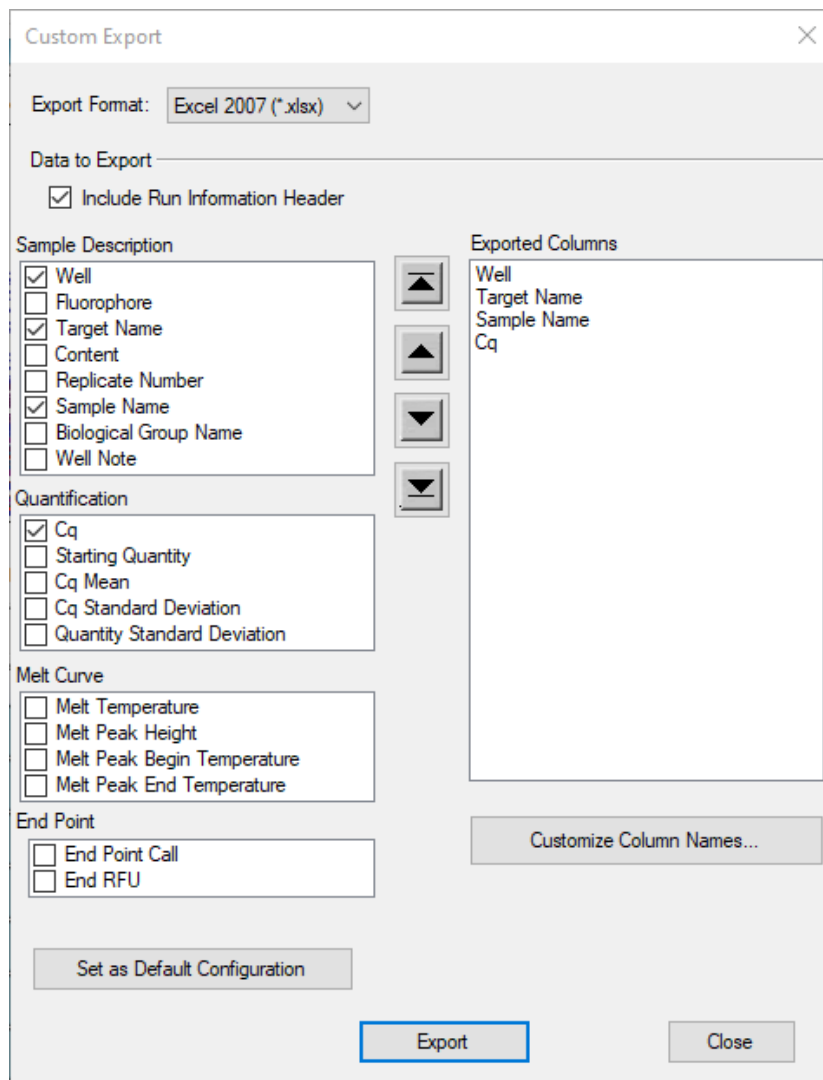 Custom Export
Export Format: Excel 2007 (*.xlsx)
Data to Export
Include Run Information Header
Sample Description
Well
Fluorophore
Target Name
Content
Replicate Number
Sample Name
Biological Group Name
Well Note
Quantification
Cq
Starting Quantity
Cq Mean
Cq Standard Deviation
Quantity Standard Deviation
Melt Curve
Melt Temperature
Melt Peak Height
Melt Peak Begin Temperature
Melt Peak End Temperature
End Point
End Point Call
End RFU
Set as Default Configuration
Exported Columns
Well
Target Name
Sample Name
Cq
Customize Column Names...
Export
Close